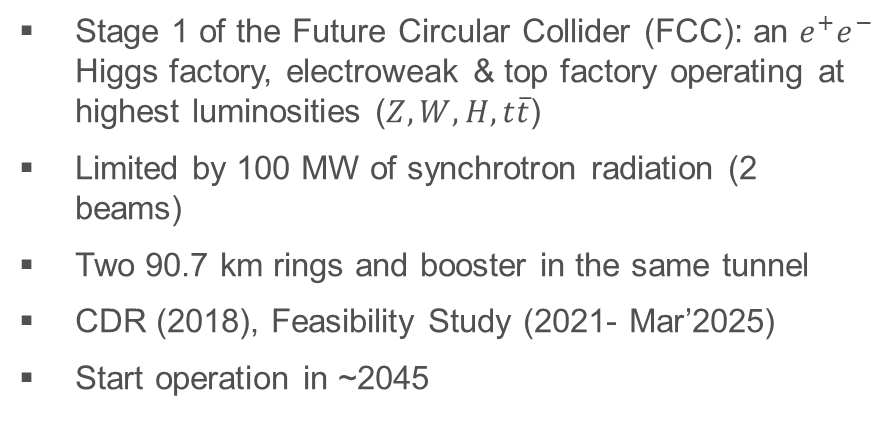 ▪ Stage 1 of the Future Circular Collider (FCC): an e⁺e⁻
Higgs factory, electroweak & top factory operating at
highest luminosities (Z, W, H, tt̄)
▪ Limited by 100 MW of synchrotron radiation (2
beams)
▪ Two 90.7 km rings and booster in the same tunnel
▪ CDR (2018), Feasibility Study (2021- Mar’2025)
▪ Start operation in ~2045